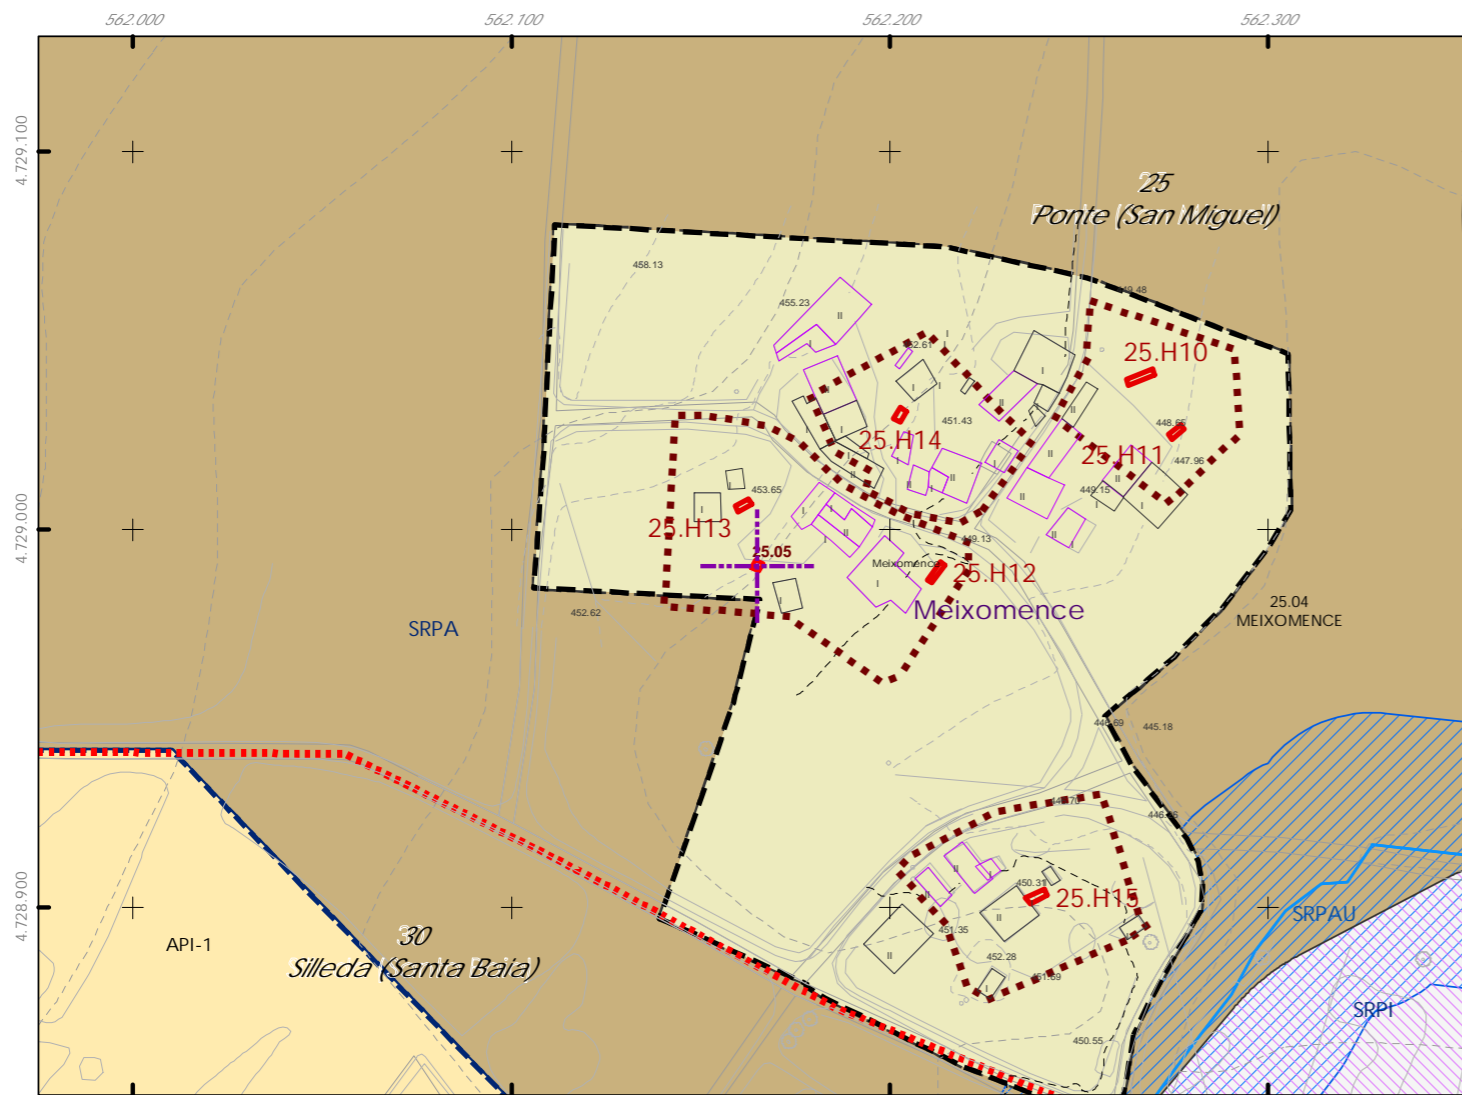 562.000
562.100
562.200
562.300
4.729.100
25
Ponte (San Miguel)
458.13
449.48
455.23
II
I
452.61
I
25.H10
I
II
I
I
451.43
448.65
25.H14
25.H11
447.96
453.65
449.15
4.729.000
25.H13
449.13
25.05
Meixomence
25.H12
Meixomence
452.62
25.04
MEIXOMENCE
SRPA
446.69
445.18
450.31
25.H15
4.728.900
SRPAU
API-1
30
Silleda (Santa Baia)
451.35
452.28
451.69
SRPI
450.55